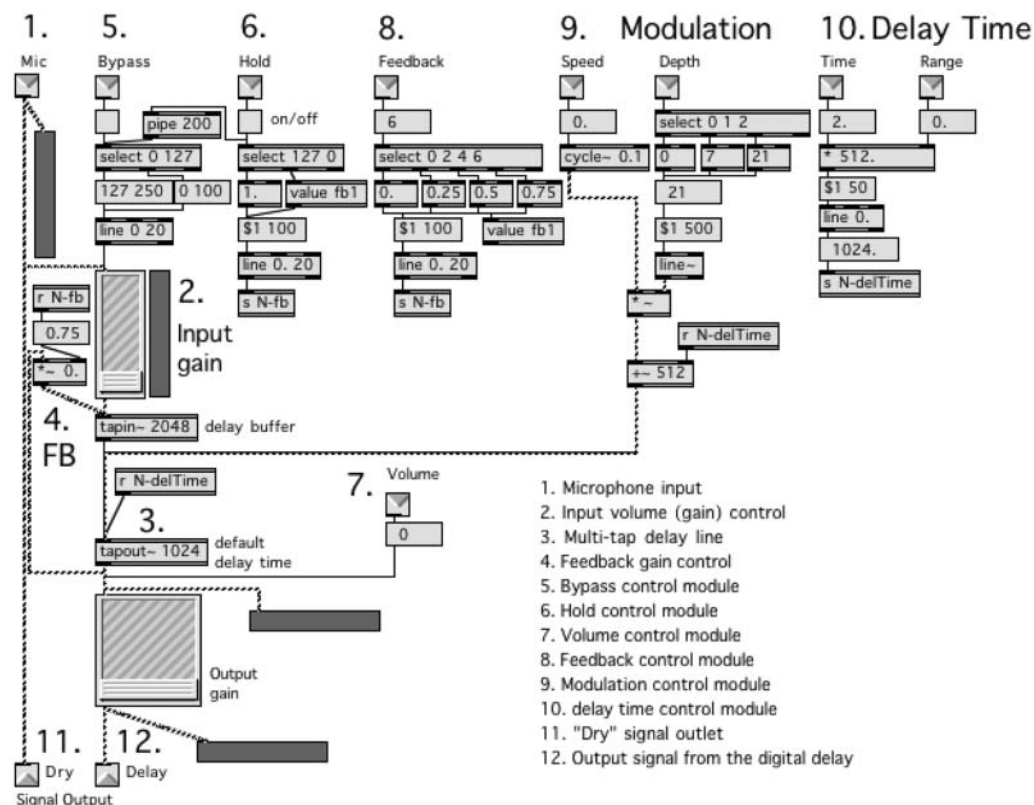 1. 5. 6. 8. 9. Modulation 10. Delay Time
Mic Bypass Hold Feedback Speed Depth Time Range
pipe 200 on/off 6 0. select 0 1 2 2. 0.
select 0 127 select 127 0 select 0 2 4 6 cycle~ 0.1 0 7 21 * 512.
127 250 0 100 1. value fb1 0. 0.25 0.5 0.75 21 $1 50
line 0 20 $1 100 $1 100 value fb1 $1 500 line 0.
line 0. 20 line 0. 20 line~ 1024.
r N-fb 2. s N-fb s N-fb * ~ s N-delTime
0.75 Input r N-delTime
*~ 0. gain +~ 512
4. tapin~ 2048 delay buffer
FB
r N-delTime 7. Volume
3. 0
tapout~ 1024 default
delay time
Output
gain
11. 12.
Dry Delay
Signal Output
1. Microphone input
2. Input volume (gain) control
3. Multi-tap delay line
4. Feedback gain control
5. Bypass control module
6. Hold control module
7. Volume control module
8. Feedback control module
9. Modulation control module
10. delay time control module
11. "Dry" signal outlet
12. Output signal from the digital delay